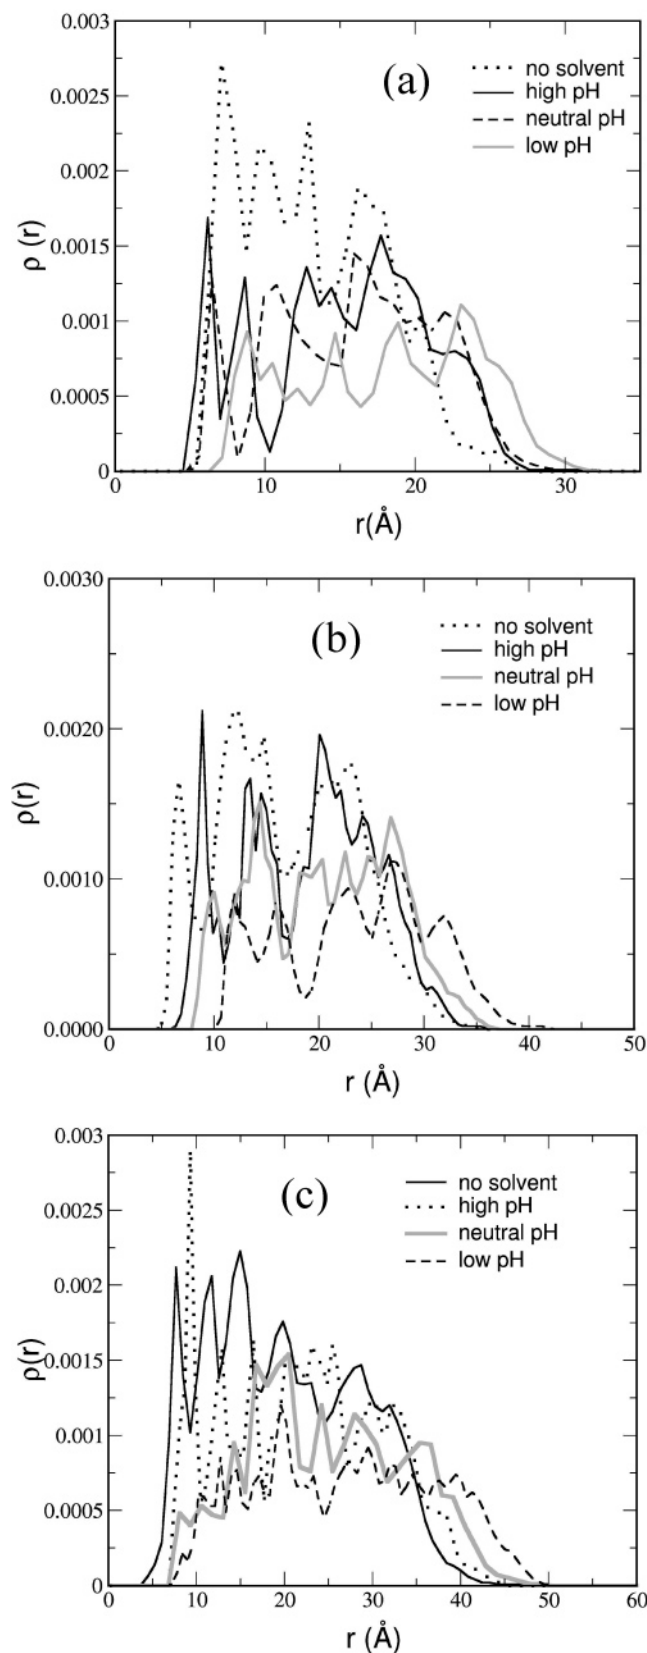 0.003
0.0025
0.002
0.0015
0.001
0.0005
0
ρ (r)
(a)
no solvent
high pH
neutral pH
low pH
0 10 20 30
r(Å)
0.0030
0.0020
0.0010
0.0000
ρ(r)
(b)
no solvent
high pH
neutral pH
low pH
0 10 20 30 40 50
r (Å)
0.003
0.0025
0.002
0.0015
0.001
0.0005
0
ρ(r)
(c)
no solvent
high pH
neutral pH
low pH
0 10 20 30 40 50 60
r (Å)